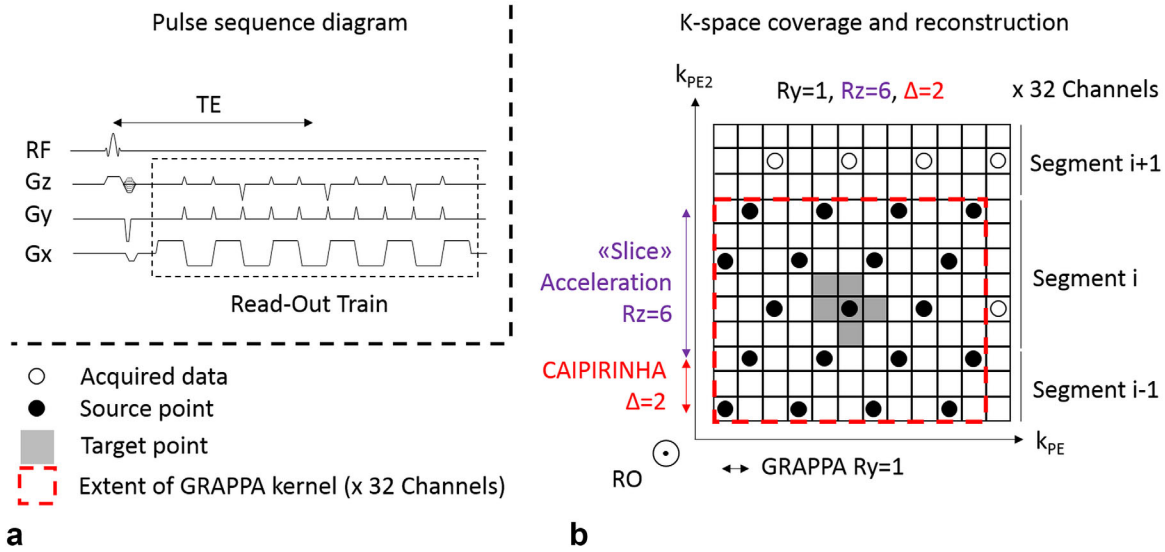 Pulse sequence diagram
TE
RF
Gz
Gy
Gx
Read-Out Train
Acquired data
Source point
Target point
Extent of GRAPPA kernel (x 32 Channels)
a
K-space coverage and reconstruction
kPE2
Ry=1, Rz=6, Δ=2
x 32 Channels
Segment i+1
«Slice»
Acceleration
Rz=6
Segment i
CAIPIRINHA
Δ=2
Segment i-1
kPE
RO
GRAPPA Ry=1
b